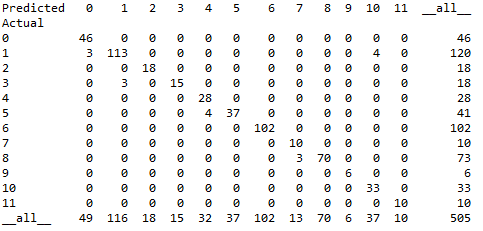 Predicted 0 1 2 3 4 5 6 7 8 9 10 11 __all__
Actual
0 46 0 0 0 0 0 0 0 0 0 0 0 46
1 3 113 0 0 0 0 0 0 0 0 4 0 120
2 0 0 18 0 0 0 0 0 0 0 0 0 18
3 0 3 0 15 0 0 0 0 0 0 0 0 18
4 0 0 0 0 28 0 0 0 0 0 0 0 28
5 0 0 0 0 4 37 0 0 0 0 0 0 41
6 0 0 0 0 0 0 102 0 0 0 0 0 102
7 0 0 0 0 0 0 0 10 0 0 0 0 10
8 0 0 0 0 0 0 0 3 70 0 0 0 73
9 0 0 0 0 0 0 0 0 0 6 0 0 6
10 0 0 0 0 0 0 0 0 0 0 33 0 33
11 0 0 0 0 0 0 0 0 0 0 0 10 10
__all__ 49 116 18 15 32 37 102 13 70 6 37 10 505